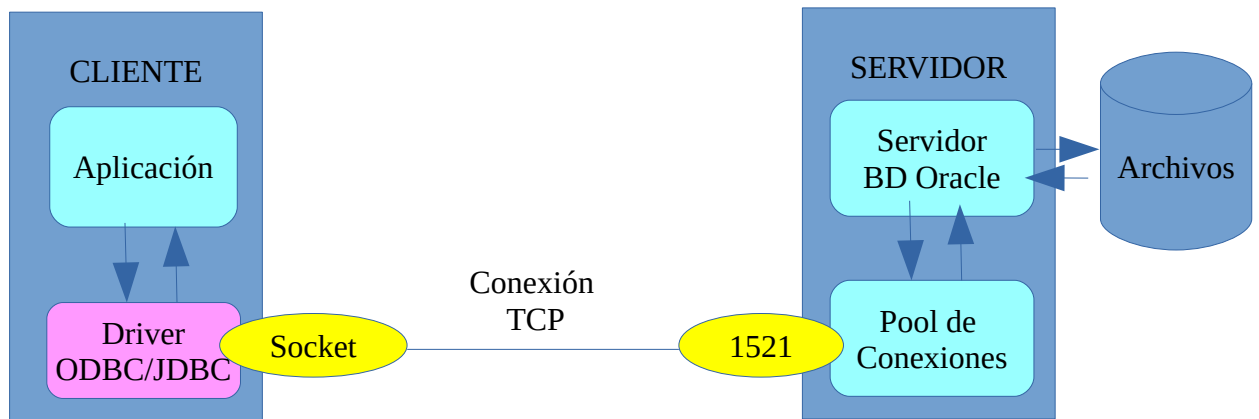 CLIENTE
Aplicación
Driver
ODBC/JDBC
Socket
Conexión
TCP
1521
SERVIDOR
Servidor
BD Oracle
Pool de
Conexiones
Archivos